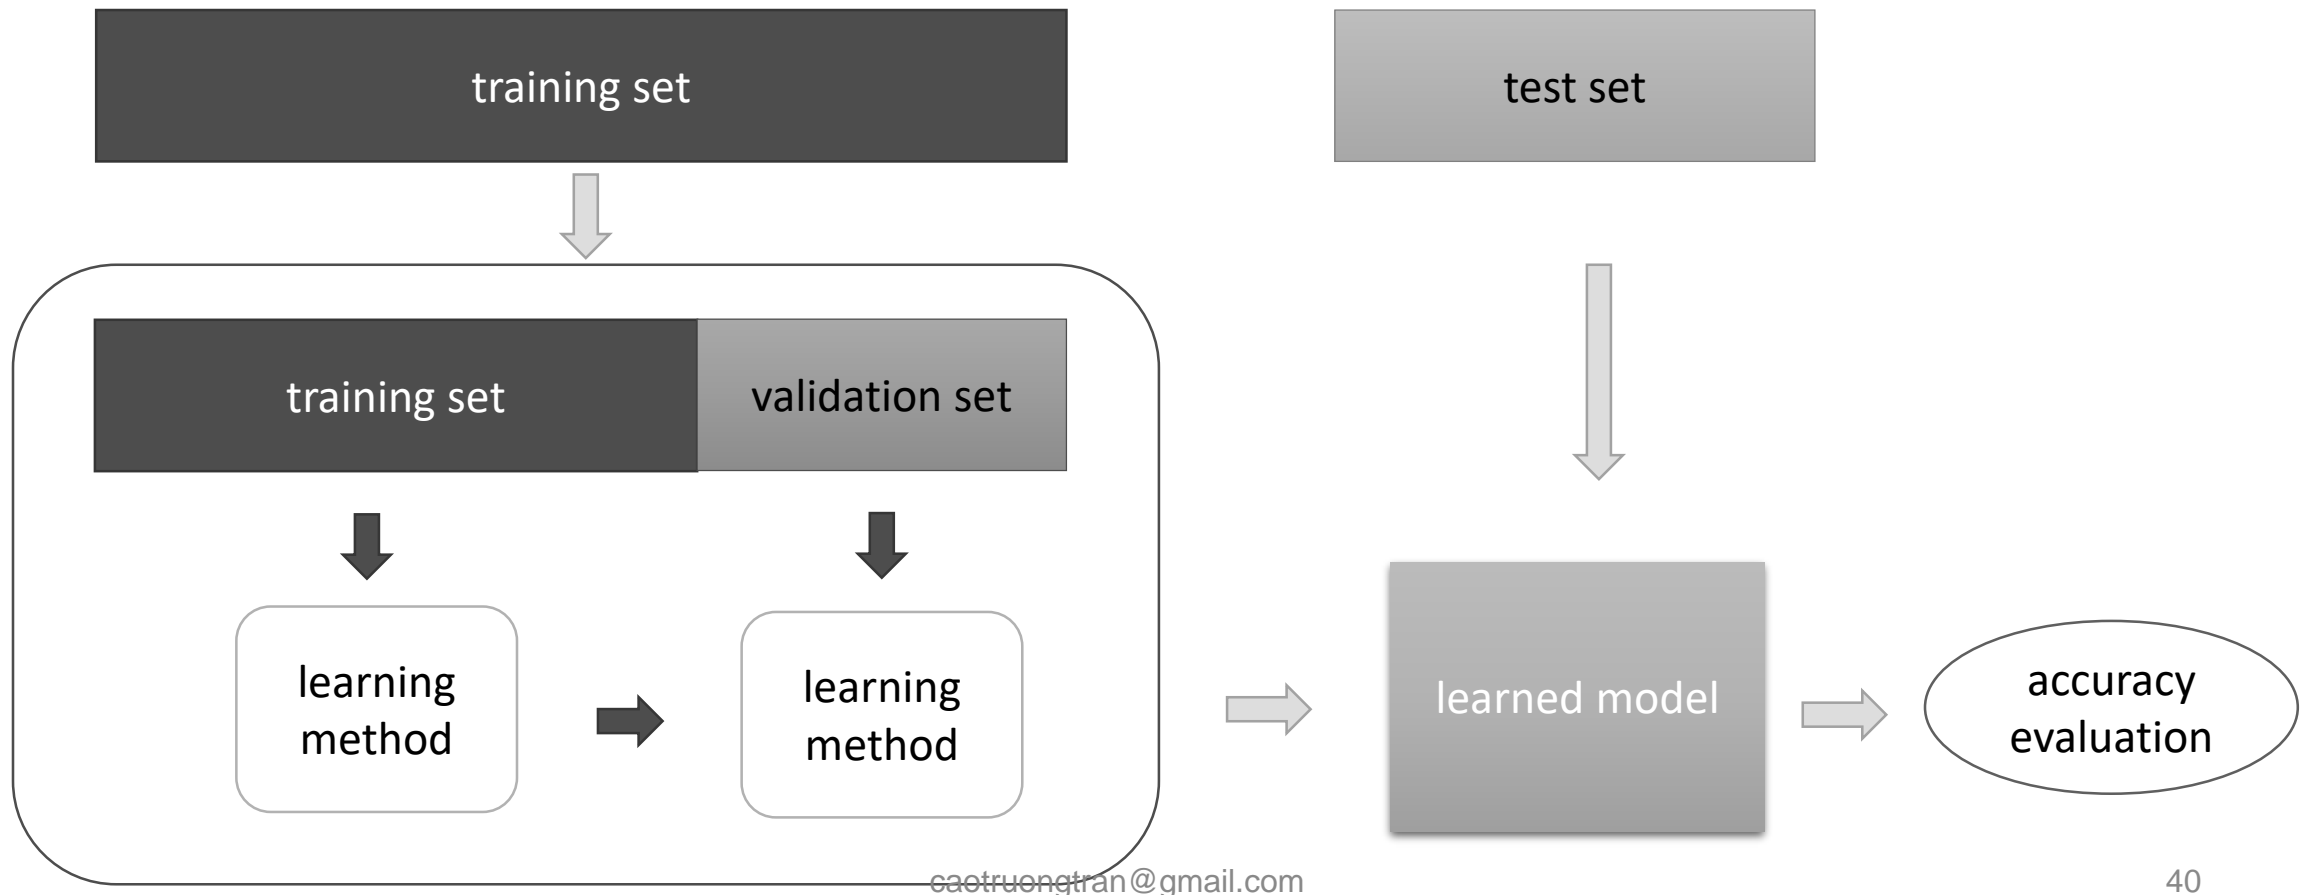 training set
test set
training set
validation set
learning
method
learning
method
learned model
accuracy
evaluation
caotruongtran@gmail.com
40